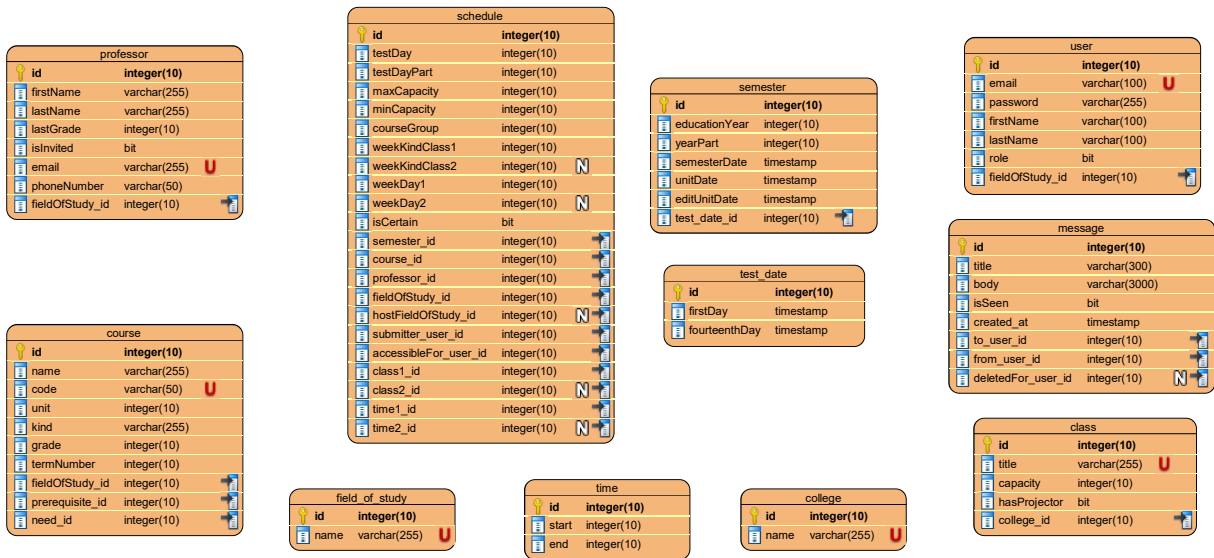 professor
id integer(10)
firstName varchar(255)
lastName varchar(255)
lastGrade integer(10)
isInvited bit
email varchar(255) U
phoneNumber varchar(50)
fieldOfStudy_id integer(10)
schedule
id integer(10)
testDay integer(10)
testDayPart integer(10)
maxCapacity integer(10)
minCapacity integer(10)
courseGroup integer(10)
weekKindClass1 integer(10)
weekKindClass2 integer(10) N
weekDay1 integer(10)
weekDay2 integer(10) N
isCertain bit
semester_id integer(10)
course_id integer(10)
professor_id integer(10)
fieldOfStudy_id integer(10)
hostFieldOfStudy_id integer(10) N
submitter_user_id integer(10)
accessibleFor_user_id integer(10)
class1_id integer(10)
class2_id integer(10) N
time1_id integer(10)
time2_id integer(10) N
semester
id integer(10)
educationYear integer(10)
yearPart integer(10)
semesterDate timestamp
unitDate timestamp
editUnitDate timestamp
test_date_id integer(10)
user
id integer(10)
email varchar(100) U
password varchar(255)
firstName varchar(100)
lastName varchar(100)
role bit
fieldOfStudy_id integer(10)
test_date
id integer(10)
firstDay timestamp
fourteenthDay timestamp
message
id integer(10)
title varchar(300)
body varchar(3000)
isSeen bit
created_at timestamp
to_user_id integer(10)
from_user_id integer(10)
deletedFor_user_id integer(10) N
course
id integer(10)
name varchar(255)
code varchar(50) U
unit integer(10)
kind varchar(255)
grade integer(10)
termNumber integer(10)
fieldOfStudy_id integer(10)
prerequisite_id integer(10)
need_id integer(10)
field_of_study
id integer(10)
name varchar(255) U
time
id integer(10)
start integer(10)
end integer(10)
college
id integer(10)
name varchar(255) U
class
id integer(10)
title varchar(255) U
capacity integer(10)
hasProjector bit
college_id integer(10)